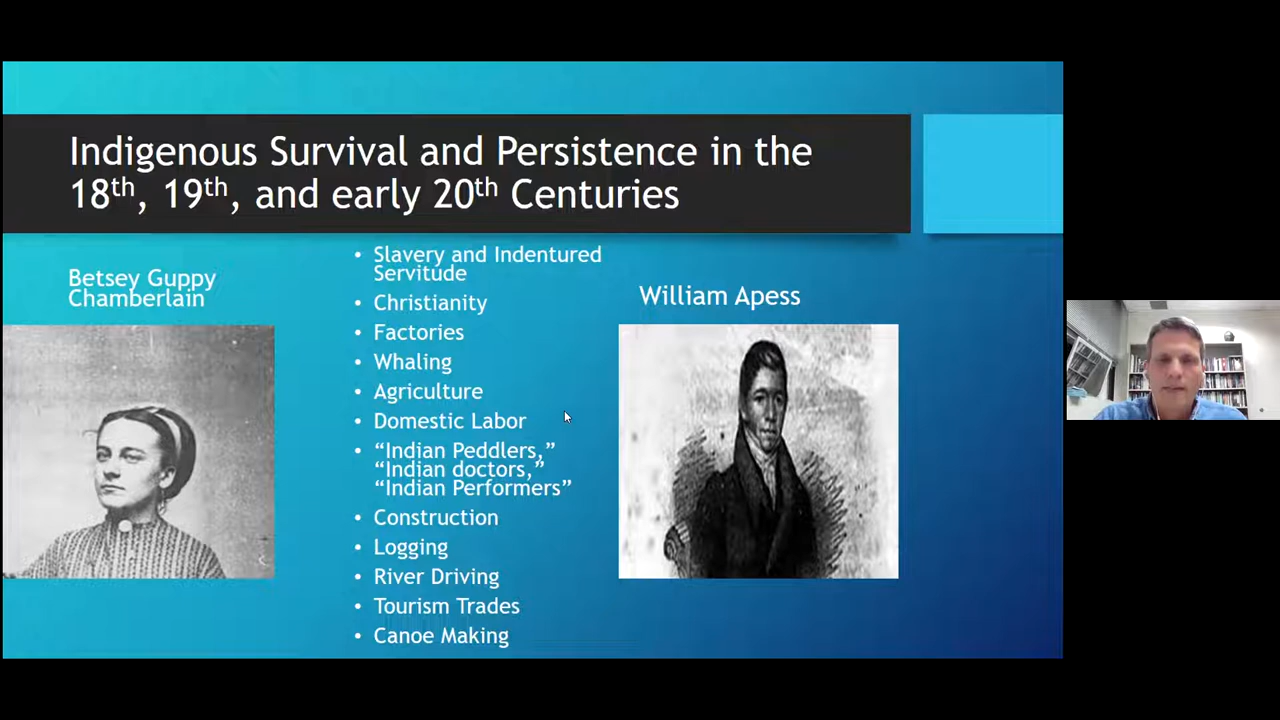 Indigenous Survival and Persistence in the
18th, 19th, and early 20th Centuries
Betsey Guppy
Chamberlain
• Slavery and Indentured
Servitude
• Christianity
• Factories
• Whaling
• Agriculture
• Domestic Labor
• “Indian Peddlers,”
“Indian doctors,”
“Indian Performers”
• Construction
• Logging
• River Driving
• Tourism Trades
• Canoe Making
William Apess